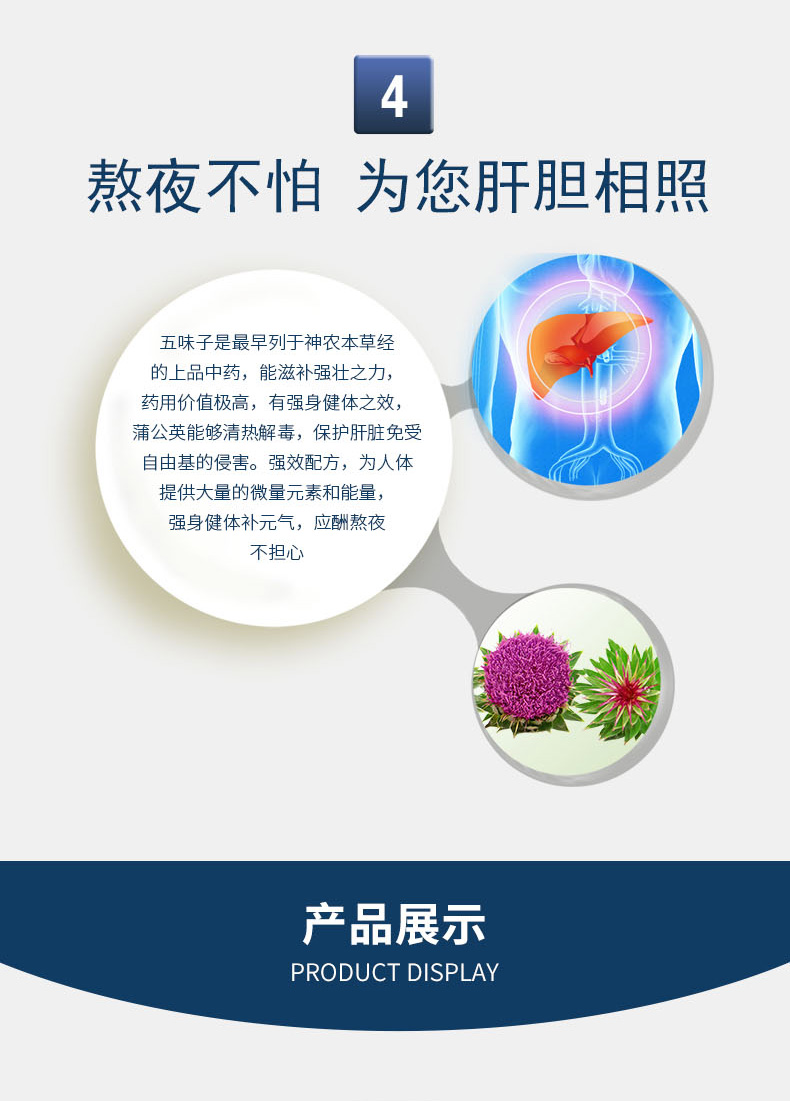 4
熬夜不怕 为您肝胆相照
五味子是最早列于神农本草经
的上品中药，能滋补强壮之力，
药用价值极高，有强身健体之效，
蒲公英能够清热解毒，保护肝脏免受
自由基的侵害。强效配方，为人体
提供大量的微量元素和能量，
强身健体补元气，应酬熬夜
不担心
产品展示
PRODUCT DISPLAY